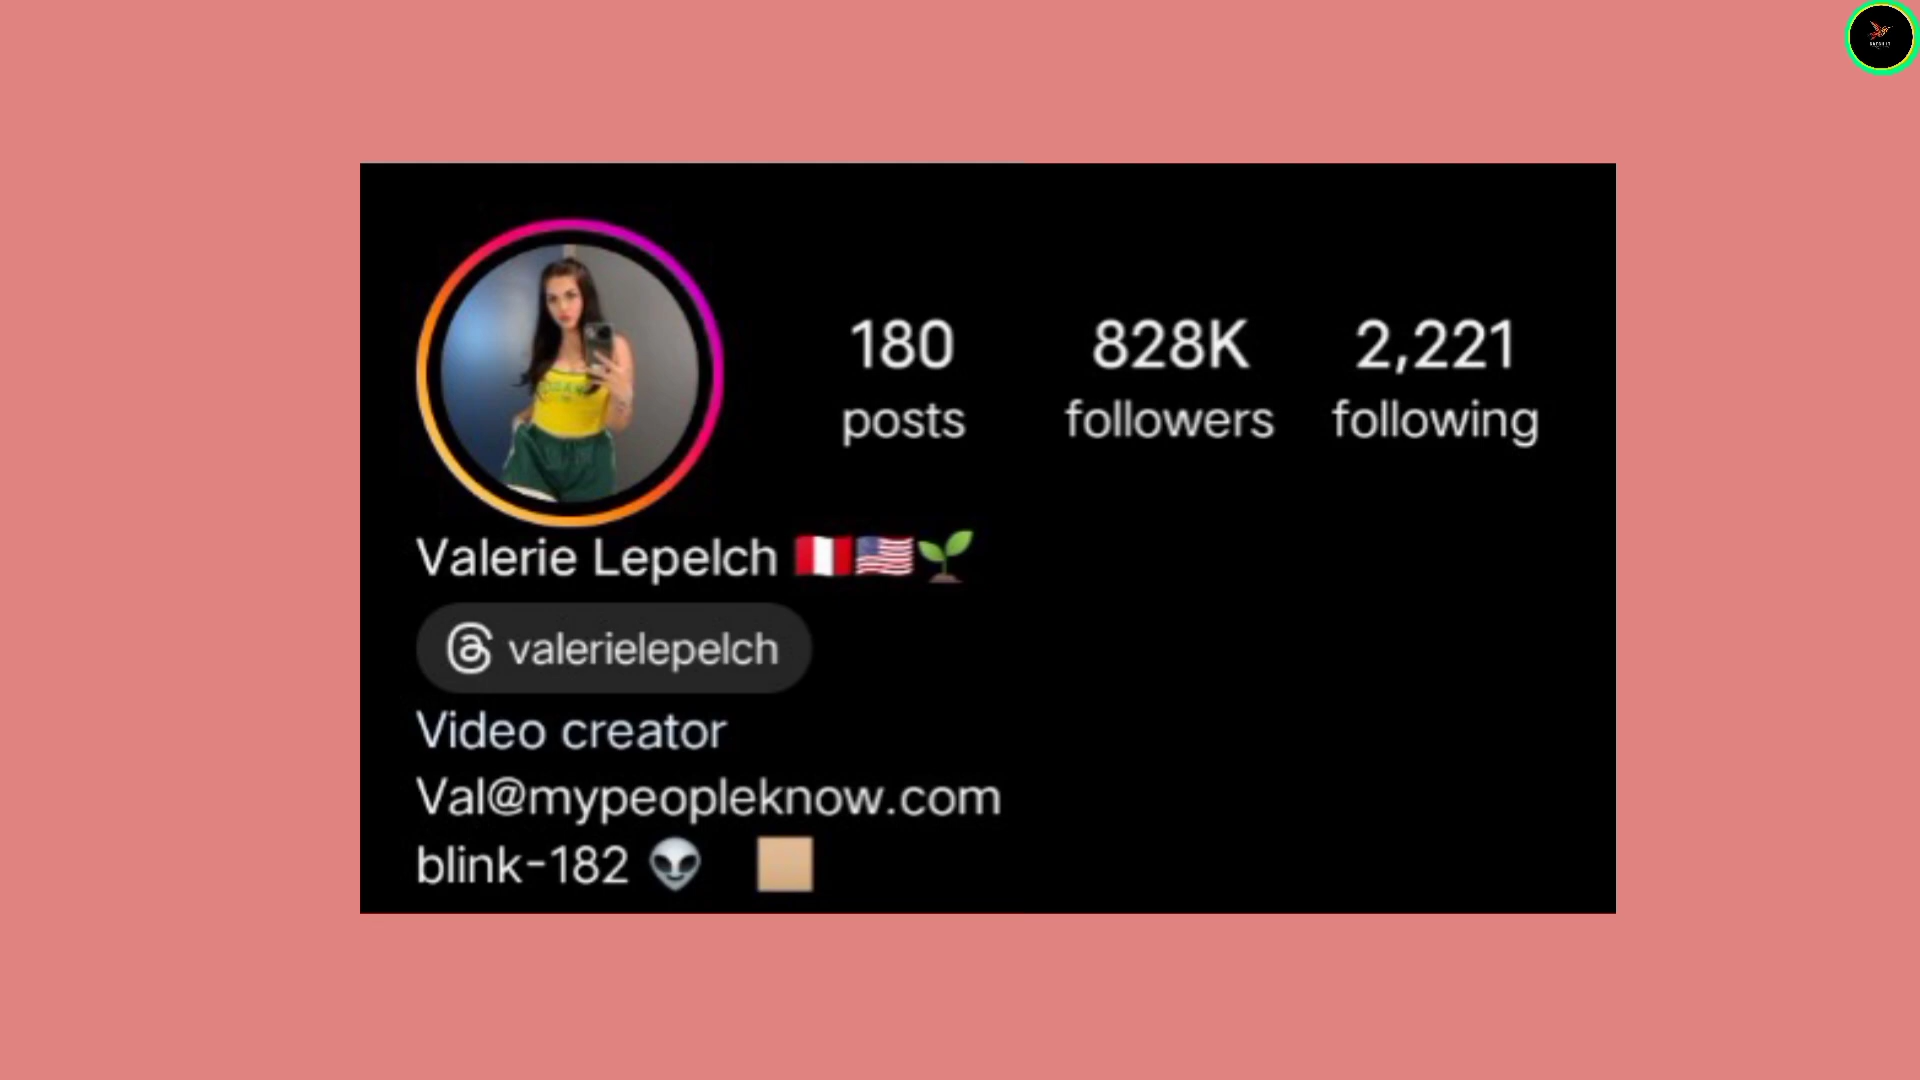 180 828K 2,221
posts followers following
Valerie Lepelch 🇵🇪🇺🇸🌱
valerielepelch
Video creator
Val@mypeopleknow.com
blink-182 👽